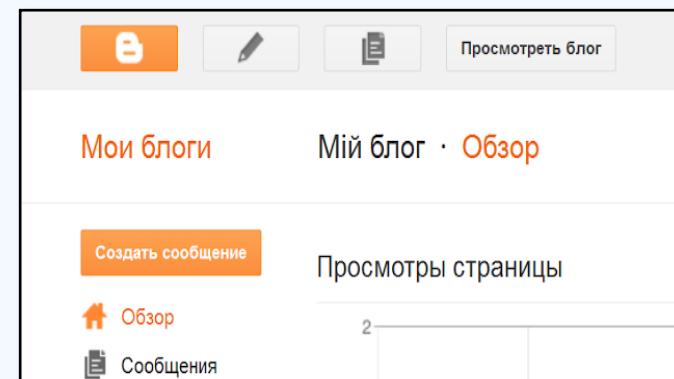 Просмотреть блог
Мои блоги
Мій блог · Обзор
Создать сообщение
Просмотры страницы
Обзор
2
Сообщения